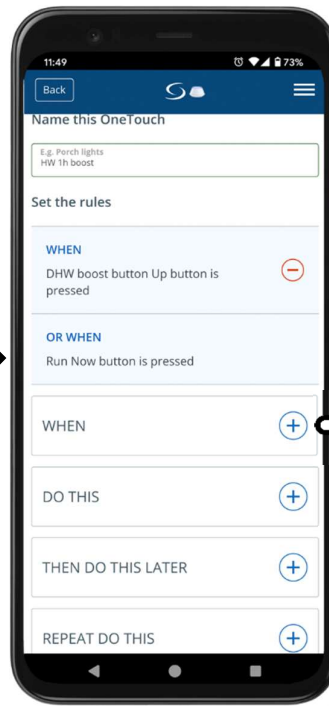 11:49
73%
Back
Name this OneTouch
E.g. Porch lights
HW 1h boost
Set the rules
WHEN
DHW boost button Up button is
pressed
OR WHEN
Run Now button is pressed
WHEN
DO THIS
THEN DO THIS LATER
REPEAT DO THIS